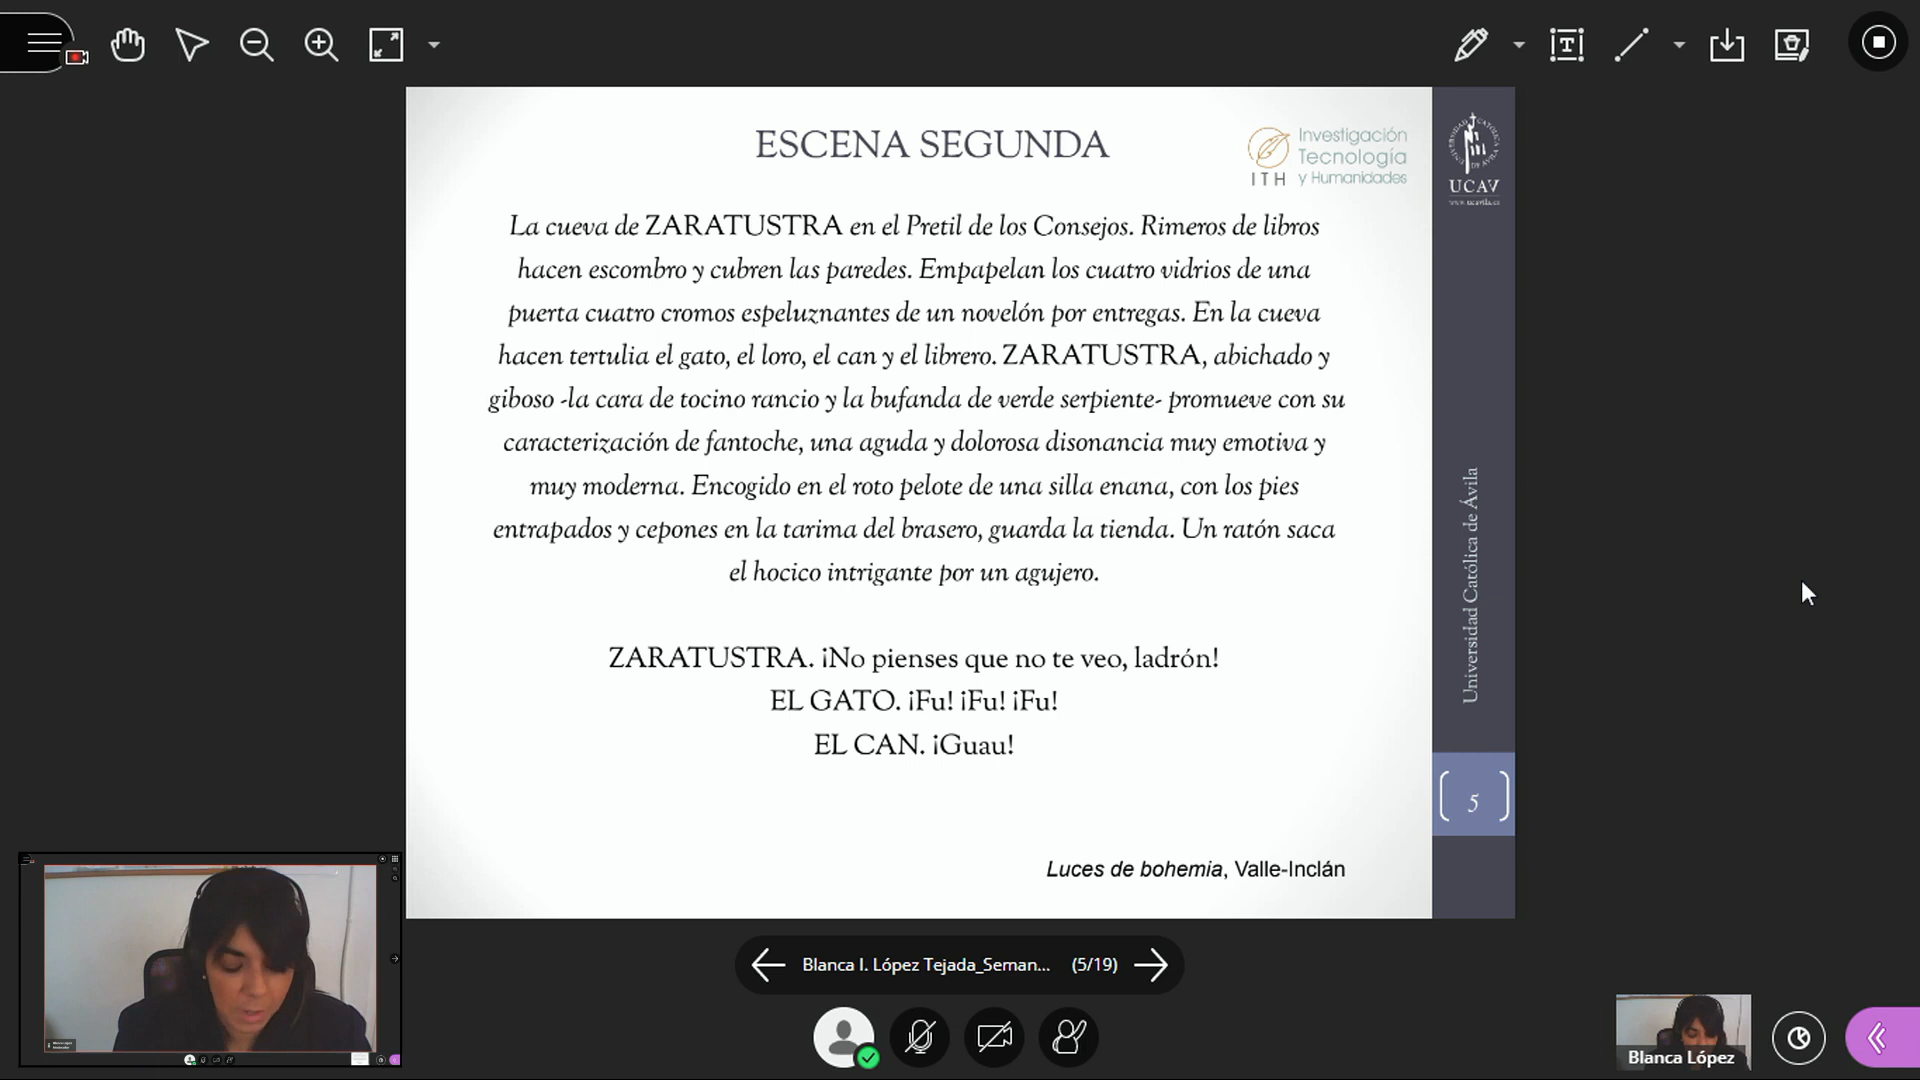 ESCENA SEGUNDA
Investigación
Tecnología
y Humanidades
ITH
UNIVERSIDAD CATÓLICA DE ÁVILA
UCAV
www.ucavila.es
La cueva de ZARATUSTRA en el Pretil de los Consejos. Rimeros de libros
hacen escombro y cubren las paredes. Empapelan los cuatro vidrios de una
puerta cuatro cromos espeluznantes de un novelón por entregas. En la cueva
hacen tertulia el gato, el loro, el can y el librero. ZARATUSTRA, abichado y
giboso -la cara de tocino rancio y la bufanda de verde serpiente- promueve con su
caracterización de fantoche, una aguda y dolorosa disonancia muy emotiva y
muy moderna. Encogido en el roto pelote de una silla enana, con los pies
entrapados y cepones en la tarima del brasero, guarda la tienda. Un ratón saca
el hocico intrigante por un agujero.
ZARATUSTRA. ¡No pienses que no te veo, ladrón!
EL GATO. ¡Fu! ¡Fu! ¡Fu!
EL CAN. ¡Guau!
Universidad Católica de Ávila
5
Luces de bohemia, Valle-Inclán
Blanca I. López Tejada_Seman... (5/19)
Blanca López